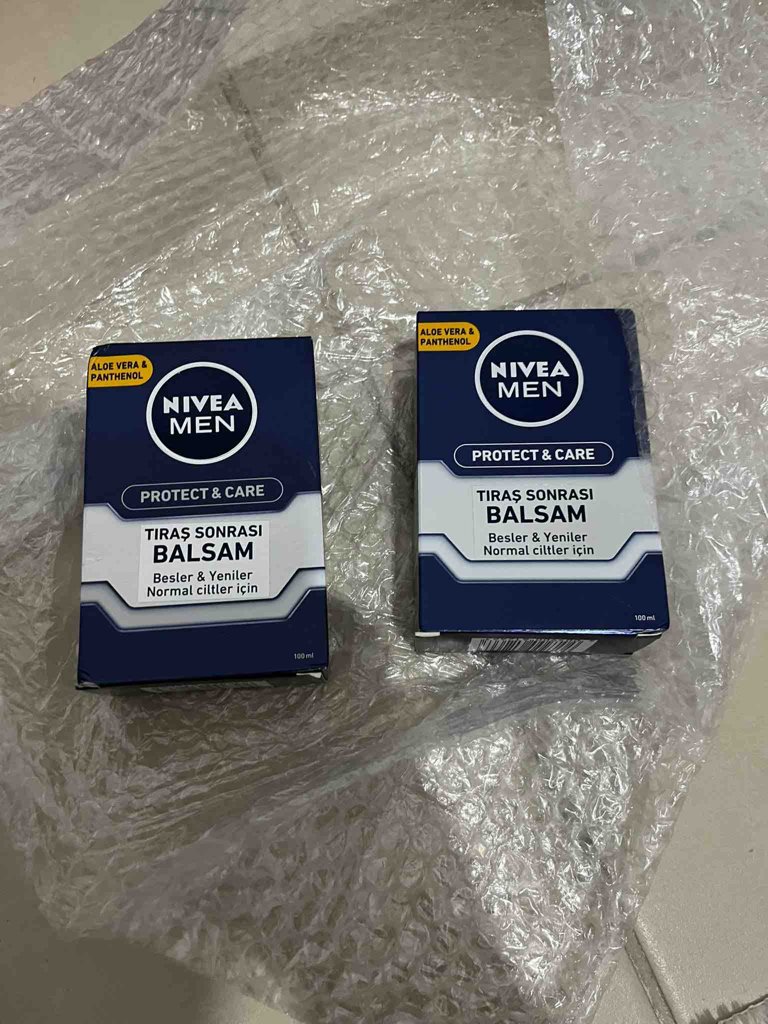 ALOE VERA &
PANTHENOL
NIVEA
MEN
PROTECT & CARE
TIRAŞ SONRASI
BALSAM
Besler & Yeniler
Normal ciltler için
100 ml
ALOE VERA &
PANTHENOL
NIVEA
MEN
PROTECT & CARE
TIRAŞ SONRASI
BALSAM
Besler & Yeniler
Normal ciltler için
100 ml